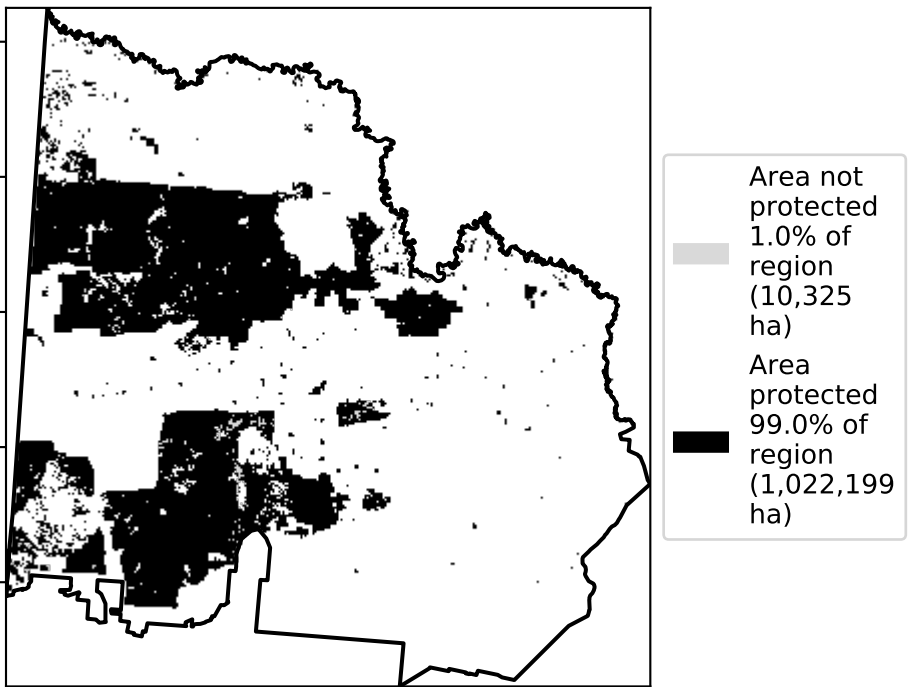 Area not
protected
1.0% of
region
(10,325
ha)
Area
protected
99.0% of
region
(1,022,199
ha)